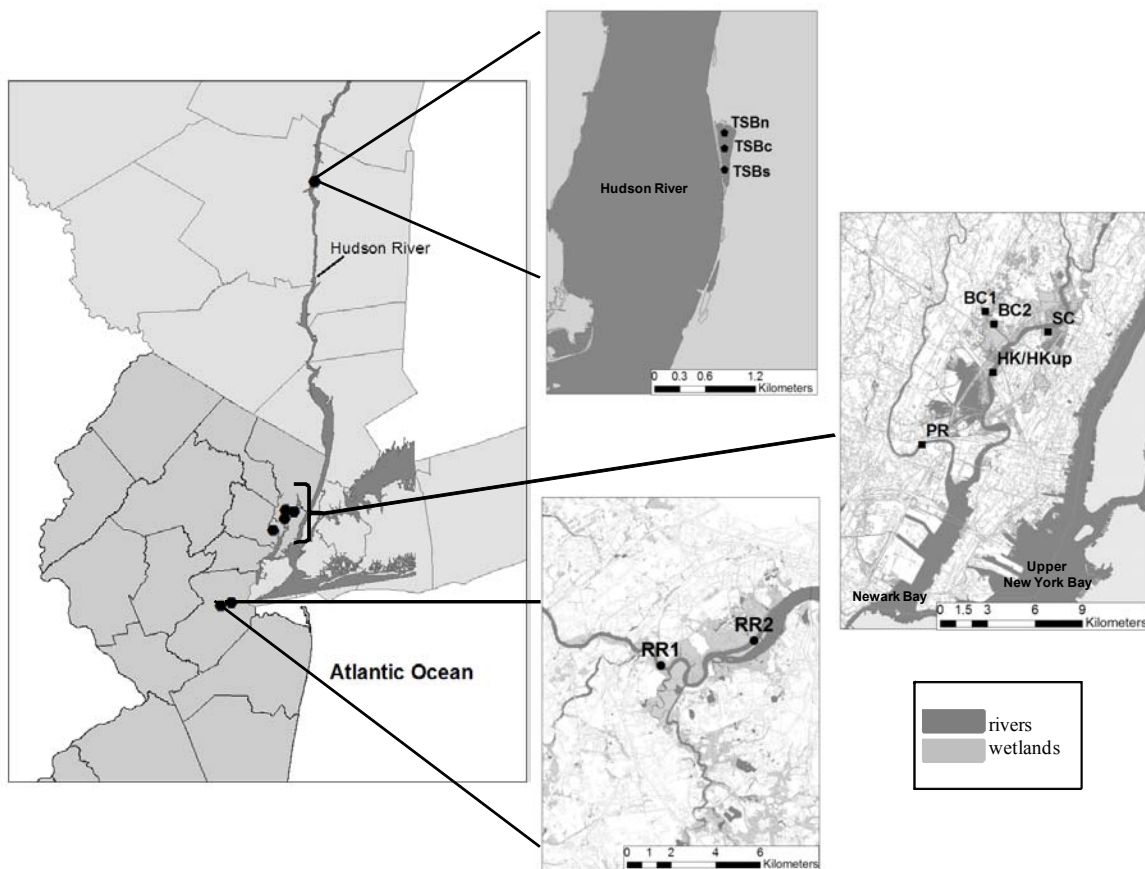 Hudson River
Atlantic Ocean
TSBn
TSBc
TSBs
Hudson River
0 0.3 0.6 1.2
Kilometers
BC1
BC2
SC
HK/HKup
PR
Upper
New York Bay
Newark Bay
0 1.5 3 6 9
Kilometers
RR1
RR2
0 1 2 4 6
Kilometers
rivers
wetlands